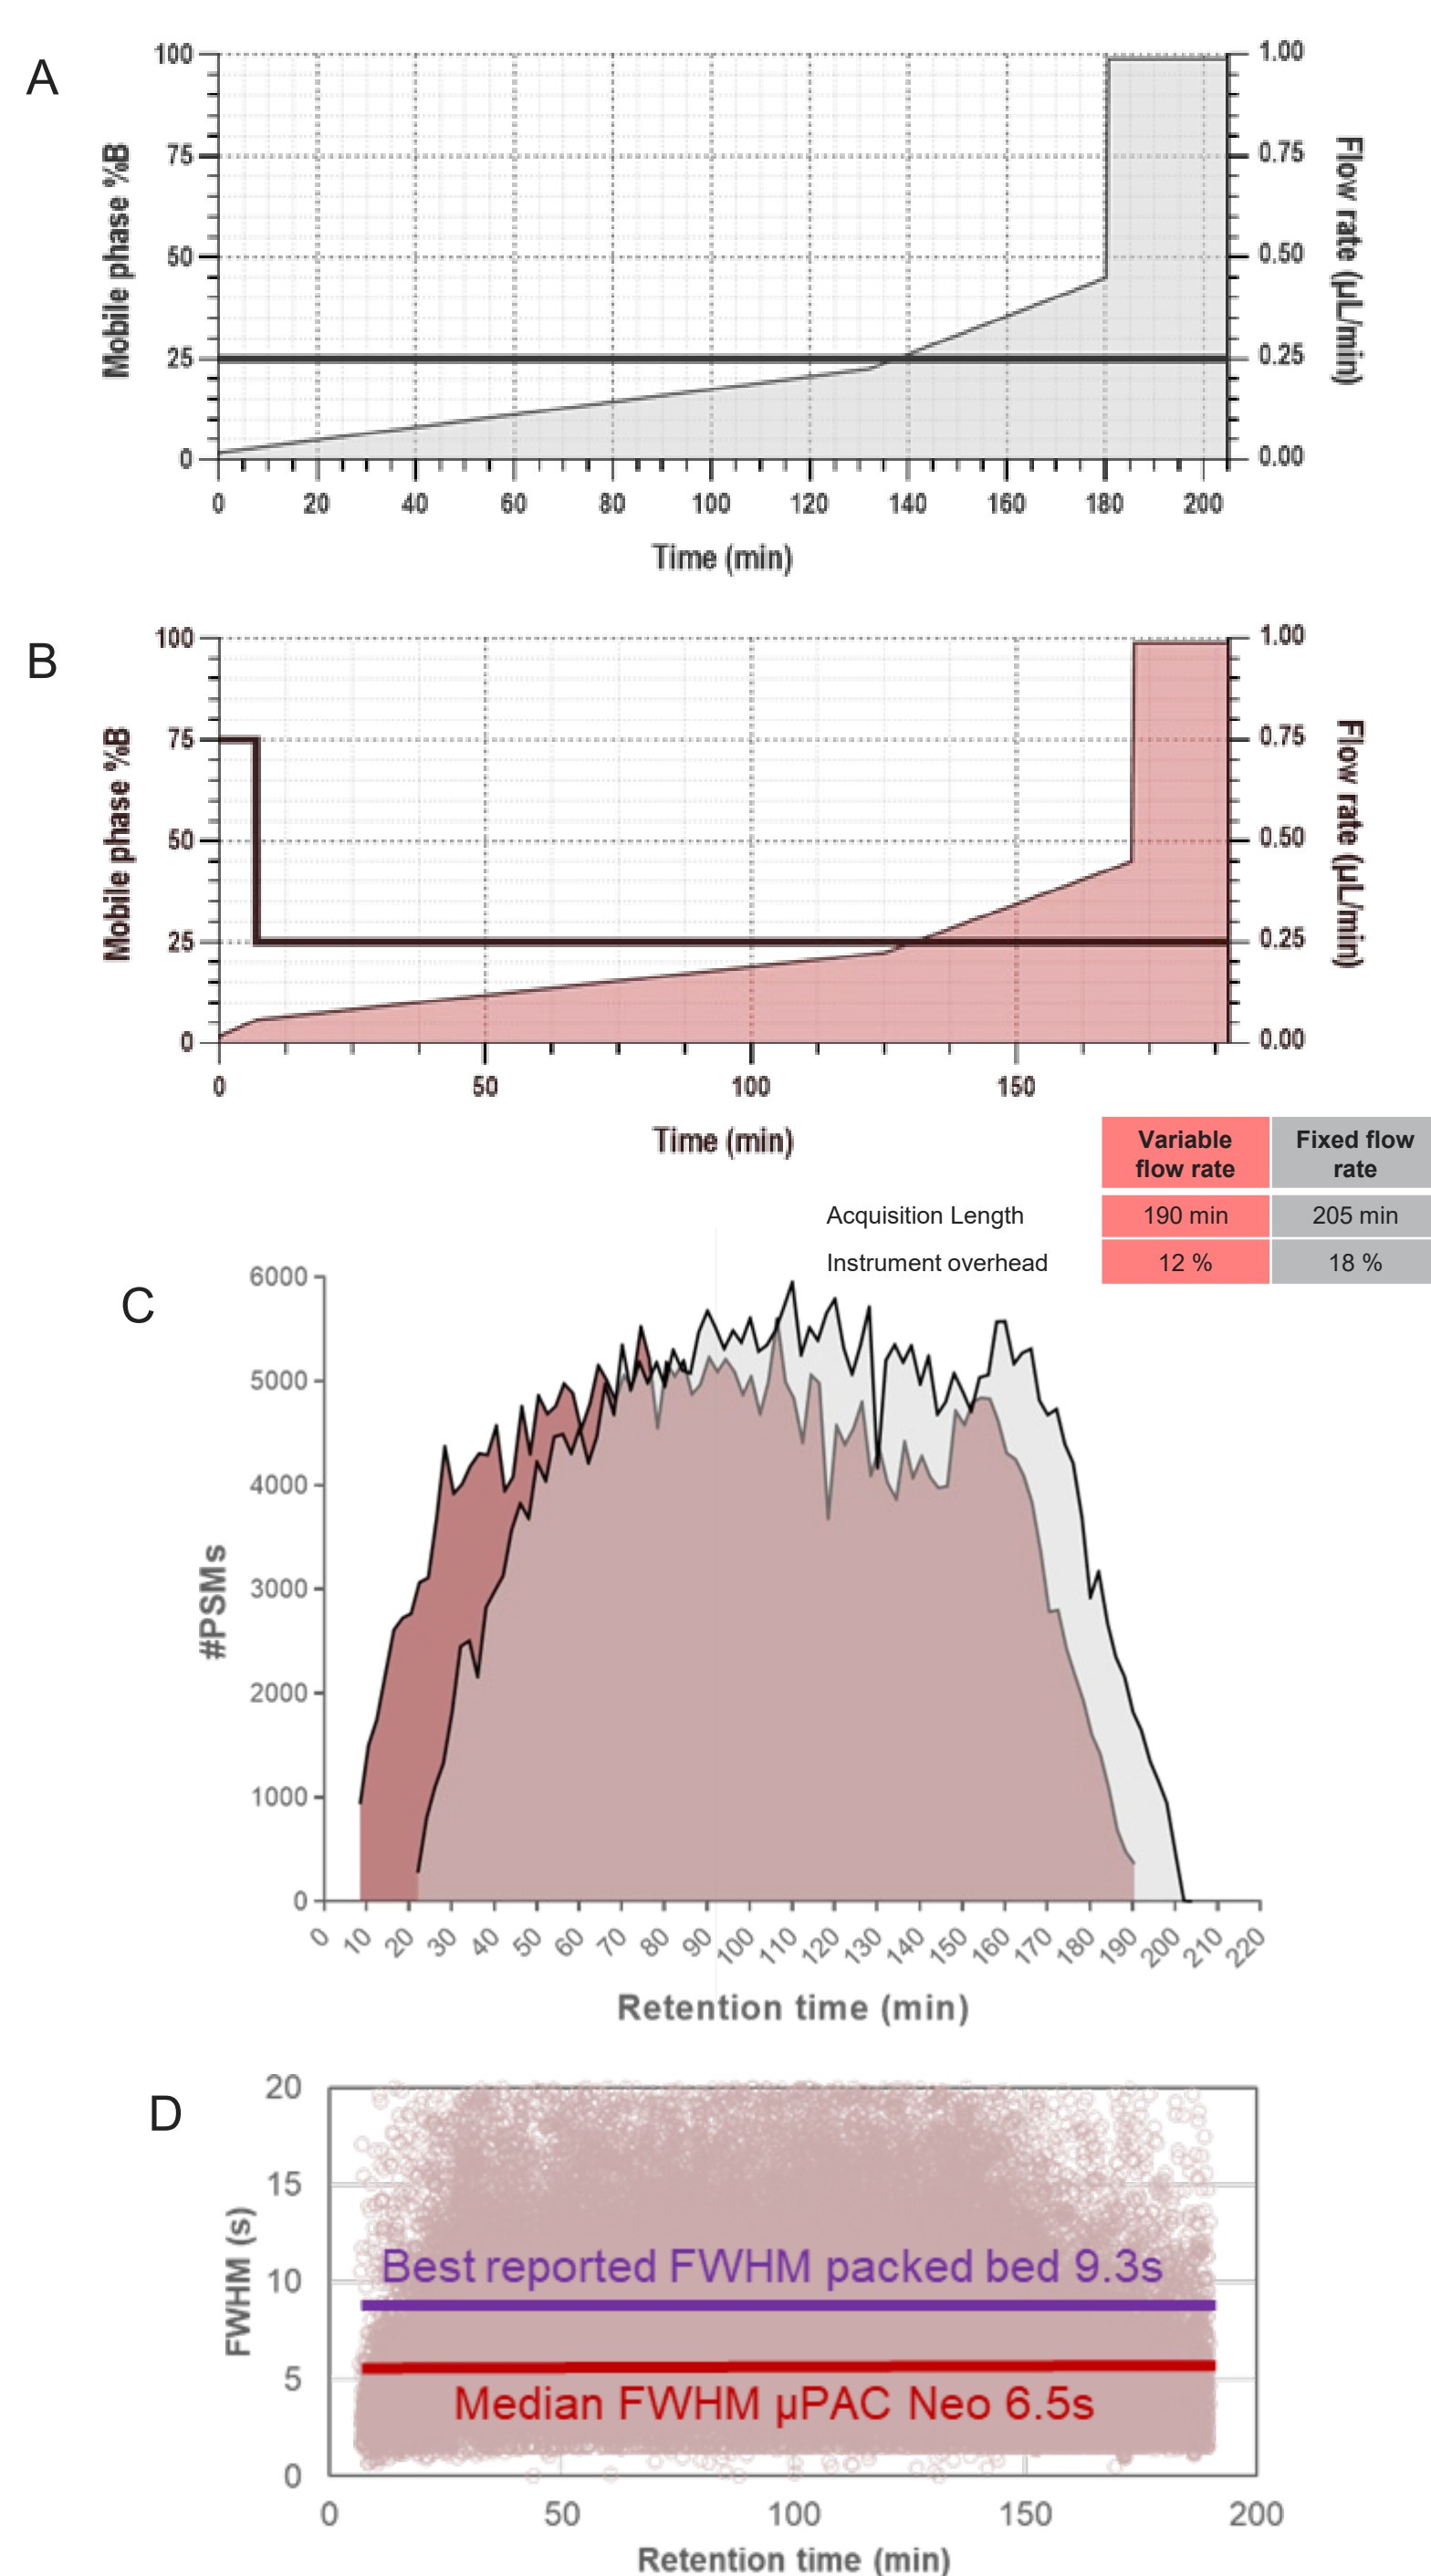 A
100
75
50
25
0
Mobile phase %B
1.00
0.75
0.50
0.25
0.00
Flow rate (µL/min)
0 20 40 60 80 100 120 140 160 180 200
Time (min)
B
100
75
50
25
0
Mobile phase %B
1.00
0.75
0.50
0.25
0.00
Flow rate (µL/min)
0 50 100 150
Time (min)
Variable flow rate
Fixed flow rate
Acquisition Length 190 min 205 min
Instrument overhead 12 % 18 %
C
6000
5000
4000
3000
2000
1000
0
#PSMs
0 10 20 30 40 50 60 70 80 90 100 110 120 130 140 150 160 170 180 190 200 210 220
Retention time (min)
D
20
15
10
5
0
FWHM (s)
Best reported FWHM packed bed 9.3s
Median FWHM µPAC Neo 6.5s
0 50 100 150 200
Retention time (min)